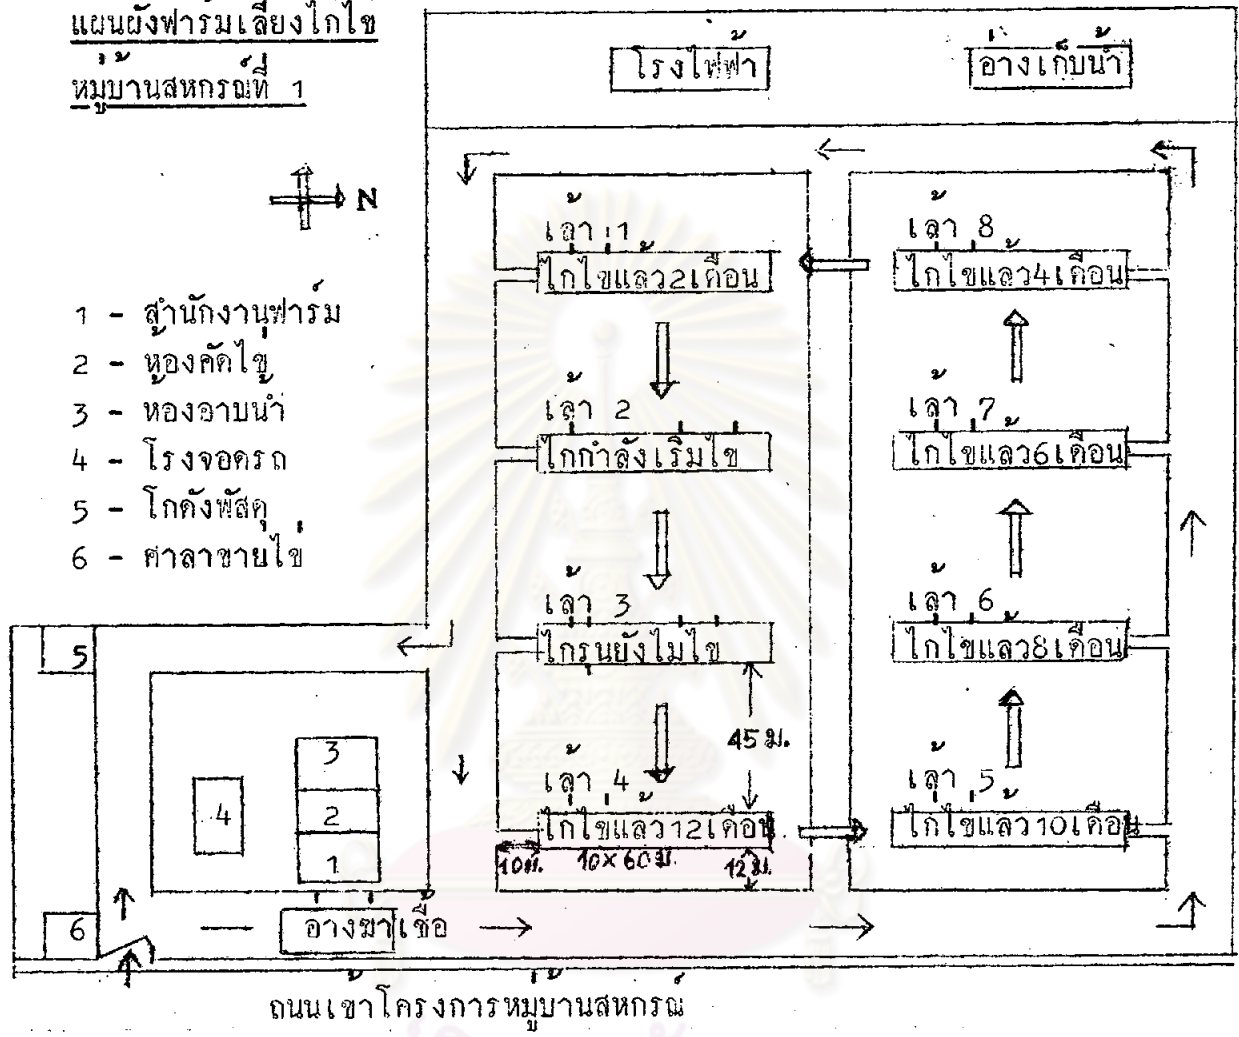 แผนผังฟาร์มเลี้ยงไก่ไข่
หมู่บ้านสหกรณ์ที่ 1
โรงไฟฟ้า
อ่างเก็บน้ำ
N
1 - สำนักงานฟาร์ม
2 - ห้องคัดไข่
3 - ห้องอาบน้ำ
4 - โรงจอดรถ
5 - โกดังพัสดุ
6 - ศาลาขายไข่
เล้า 1
ไก่ไข่แล้ว2เดือน
เล้า 2
ไก่กำลังเริ่มไข่
เล้า 3
ไก่รุ่นยังไม่ไข่
45 ม.
เล้า 4
ไก่ไข่แล้ว12เดือน
10ม.
10×60ม.
12ม.
เล้า 8
ไก่ไข่แล้ว4เดือน
เล้า 7
ไก่ไข่แล้ว6เดือน
เล้า 6
ไก่ไข่แล้ว8เดือน
เล้า 5
ไก่ไข่แล้ว10เดือน
5
3
4
2
1
6
อ่างฆ่าเชื้อ
ถนนเข้าโครงการหมู่บ้านสหกรณ์